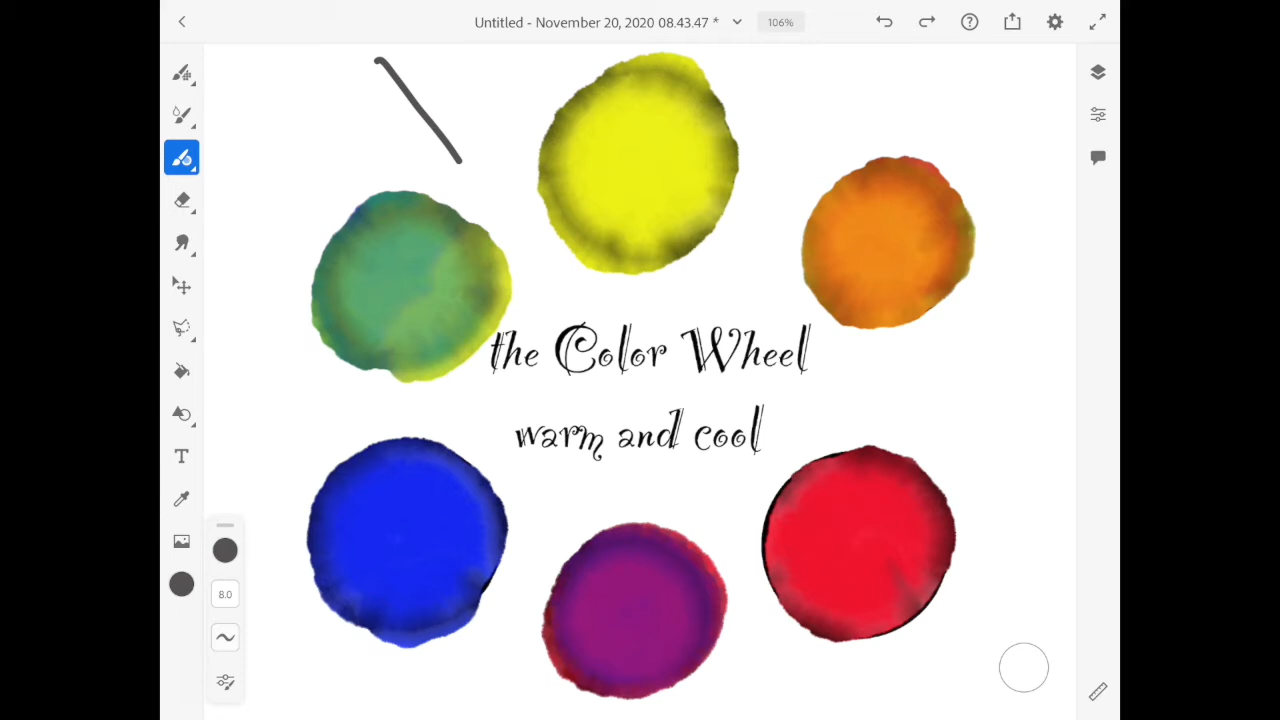 Untitled - November 20, 2020 08.43.47 *
106%
the Color Wheel
warm and cool
T
8.0